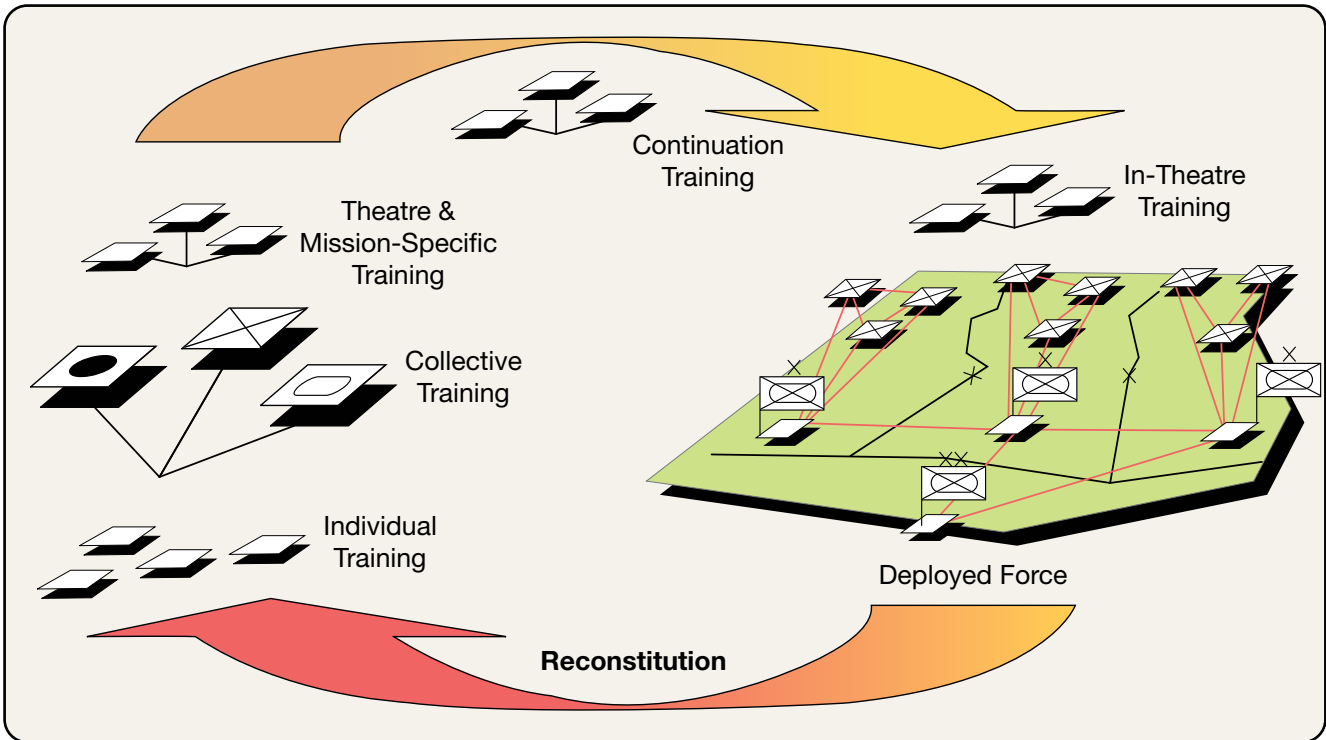 Continuation
Training
In-Theatre
Training
Theatre &
Mission-Specific
Training
Collective
Training
Individual
Training
Deployed Force
Reconstitution